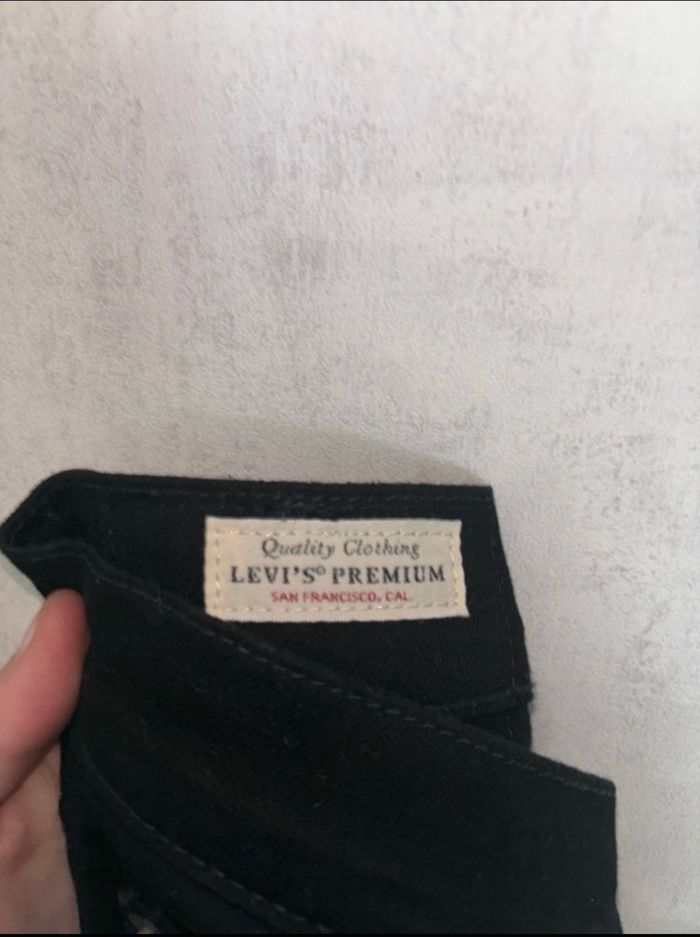 Quality Clothing
LEVI'S® PREMIUM
SAN FRANCISCO, CAL.